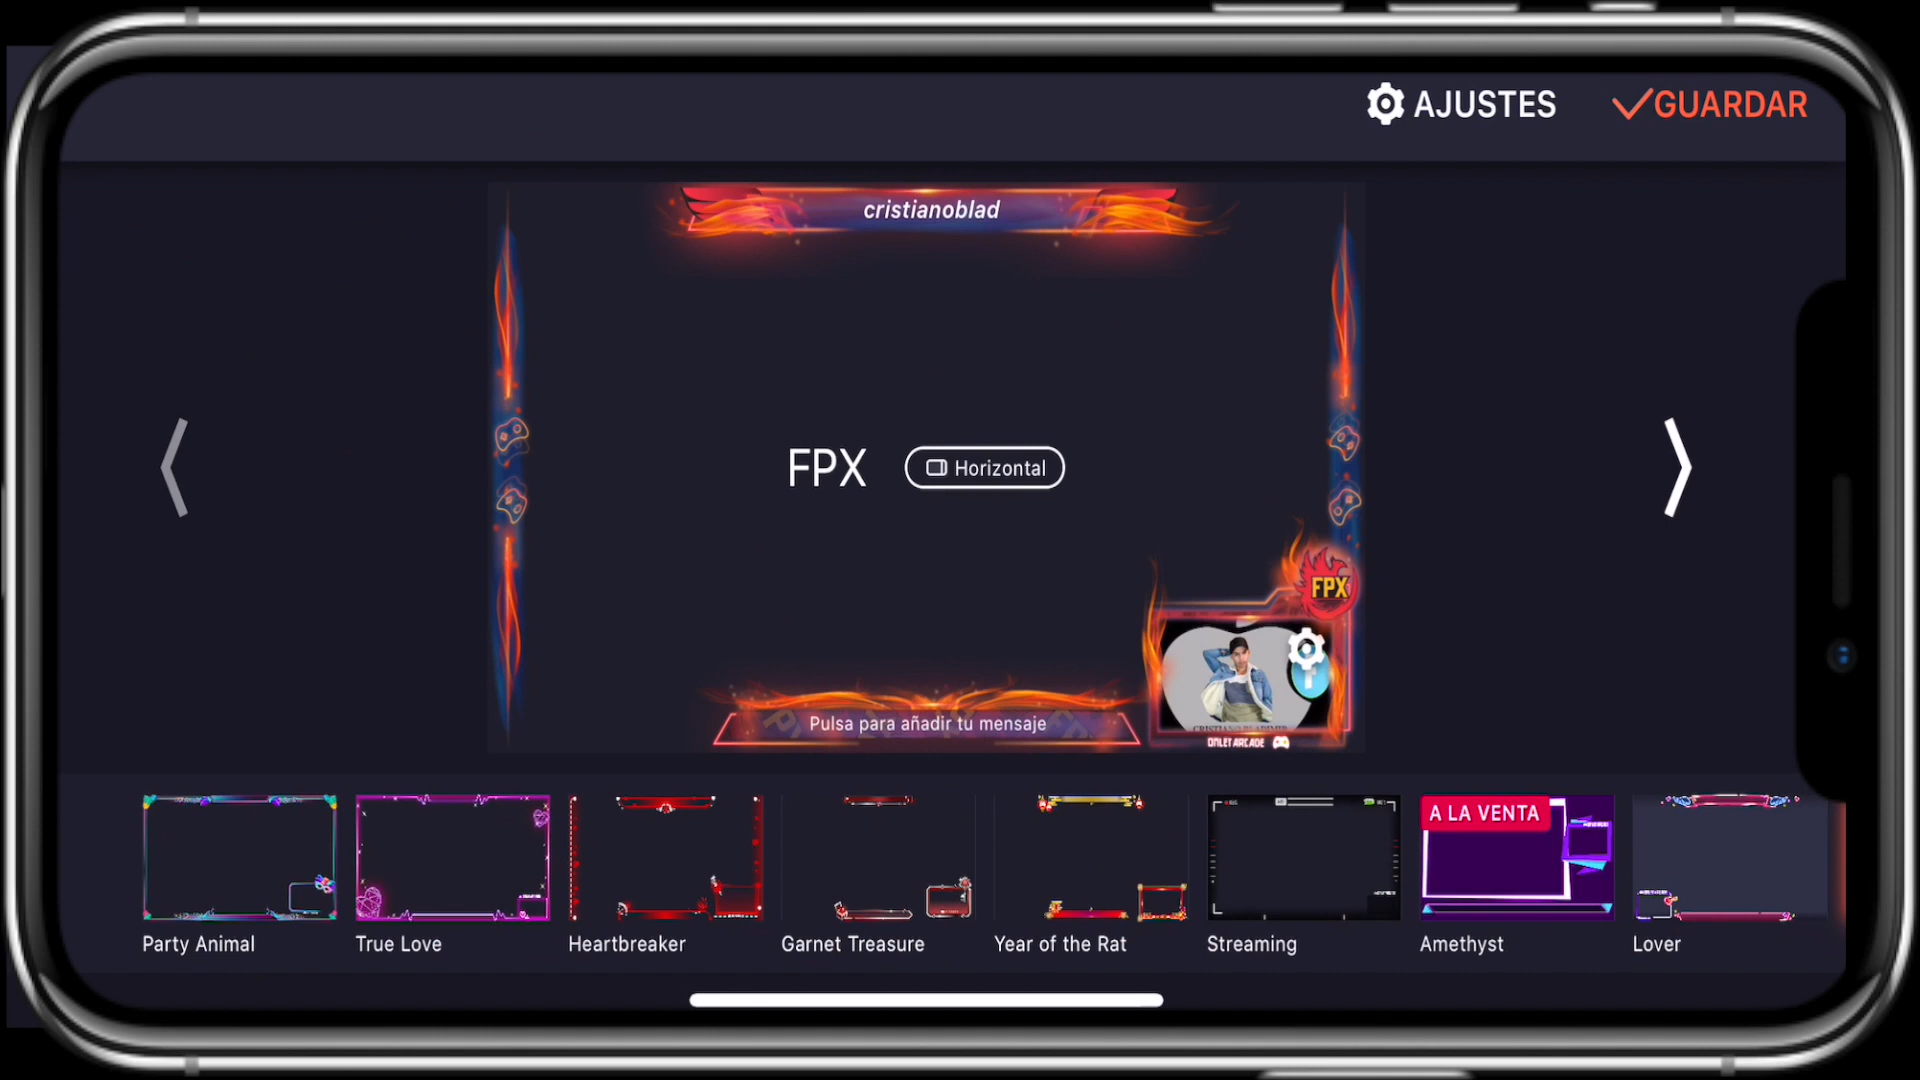 AJUSTES
GUARDAR
cristianoblad
FPX
Horizontal
FPX
Pulsa para añadir tu mensaje
OMLET ARCADE
A LA VENTA
Party Animal
True Love
Heartbreaker
Garnet Treasure
Year of the Rat
Streaming
Amethyst
Lover